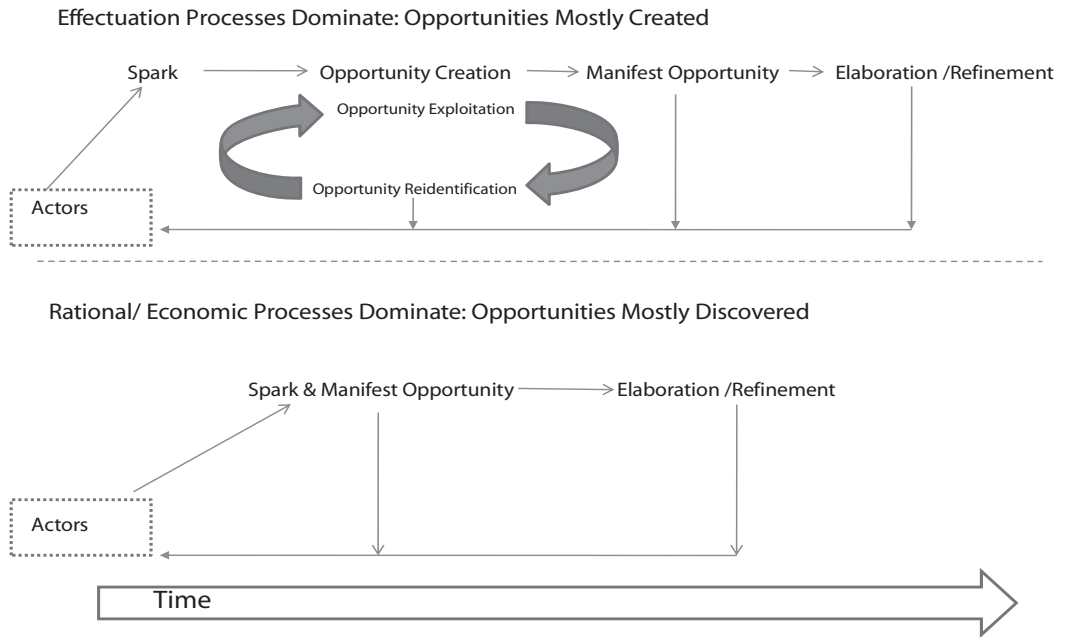 Effectuation Processes Dominate: Opportunities Mostly Created
Spark
Opportunity Creation
Manifest Opportunity
Elaboration /Refinement
Opportunity Exploitation
Opportunity Reidentification
Actors
Rational/ Economic Processes Dominate: Opportunities Mostly Discovered
Spark & Manifest Opportunity
Elaboration /Refinement
Actors
Time